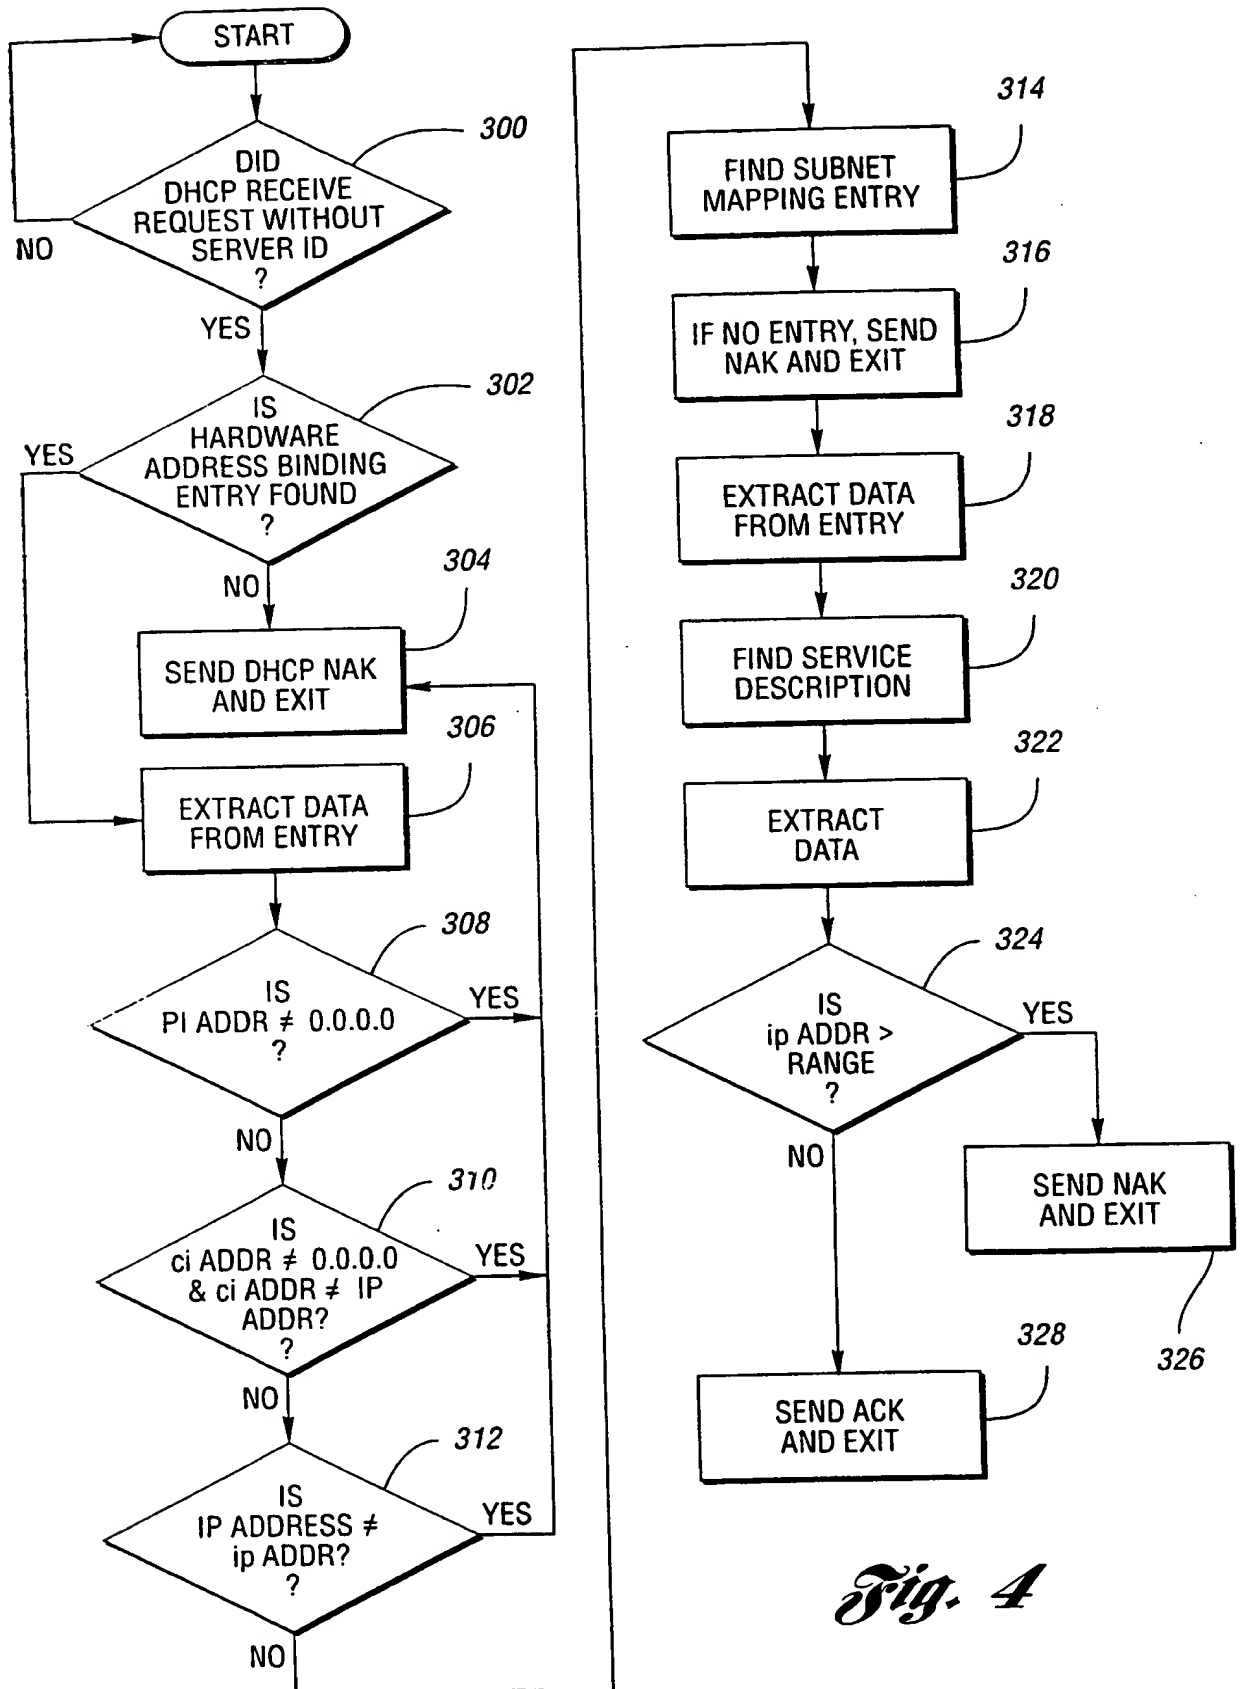 START
300
DID
DHCP RECEIVE
REQUEST WITHOUT
SERVER ID
?
NO
YES
302
IS
HARDWARE
ADDRESS BINDING
ENTRY FOUND
?
YES
NO
304
SEND DHCP NAK
AND EXIT
306
EXTRACT DATA
FROM ENTRY
308
IS
PI ADDR ≠ 0.0.0.0
?
YES
NO
310
IS
ci ADDR ≠ 0.0.0.0
& ci ADDR ≠ IP
ADDR?
?
YES
NO
312
IS
IP ADDRESS ≠
ip ADDR?
?
YES
NO
314
FIND SUBNET
MAPPING ENTRY
316
IF NO ENTRY, SEND
NAK AND EXIT
318
EXTRACT DATA
FROM ENTRY
320
FIND SERVICE
DESCRIPTION
322
EXTRACT
DATA
324
IS
ip ADDR >
RANGE
?
YES
NO
SEND NAK
AND EXIT
326
328
SEND ACK
AND EXIT
Fig. 4